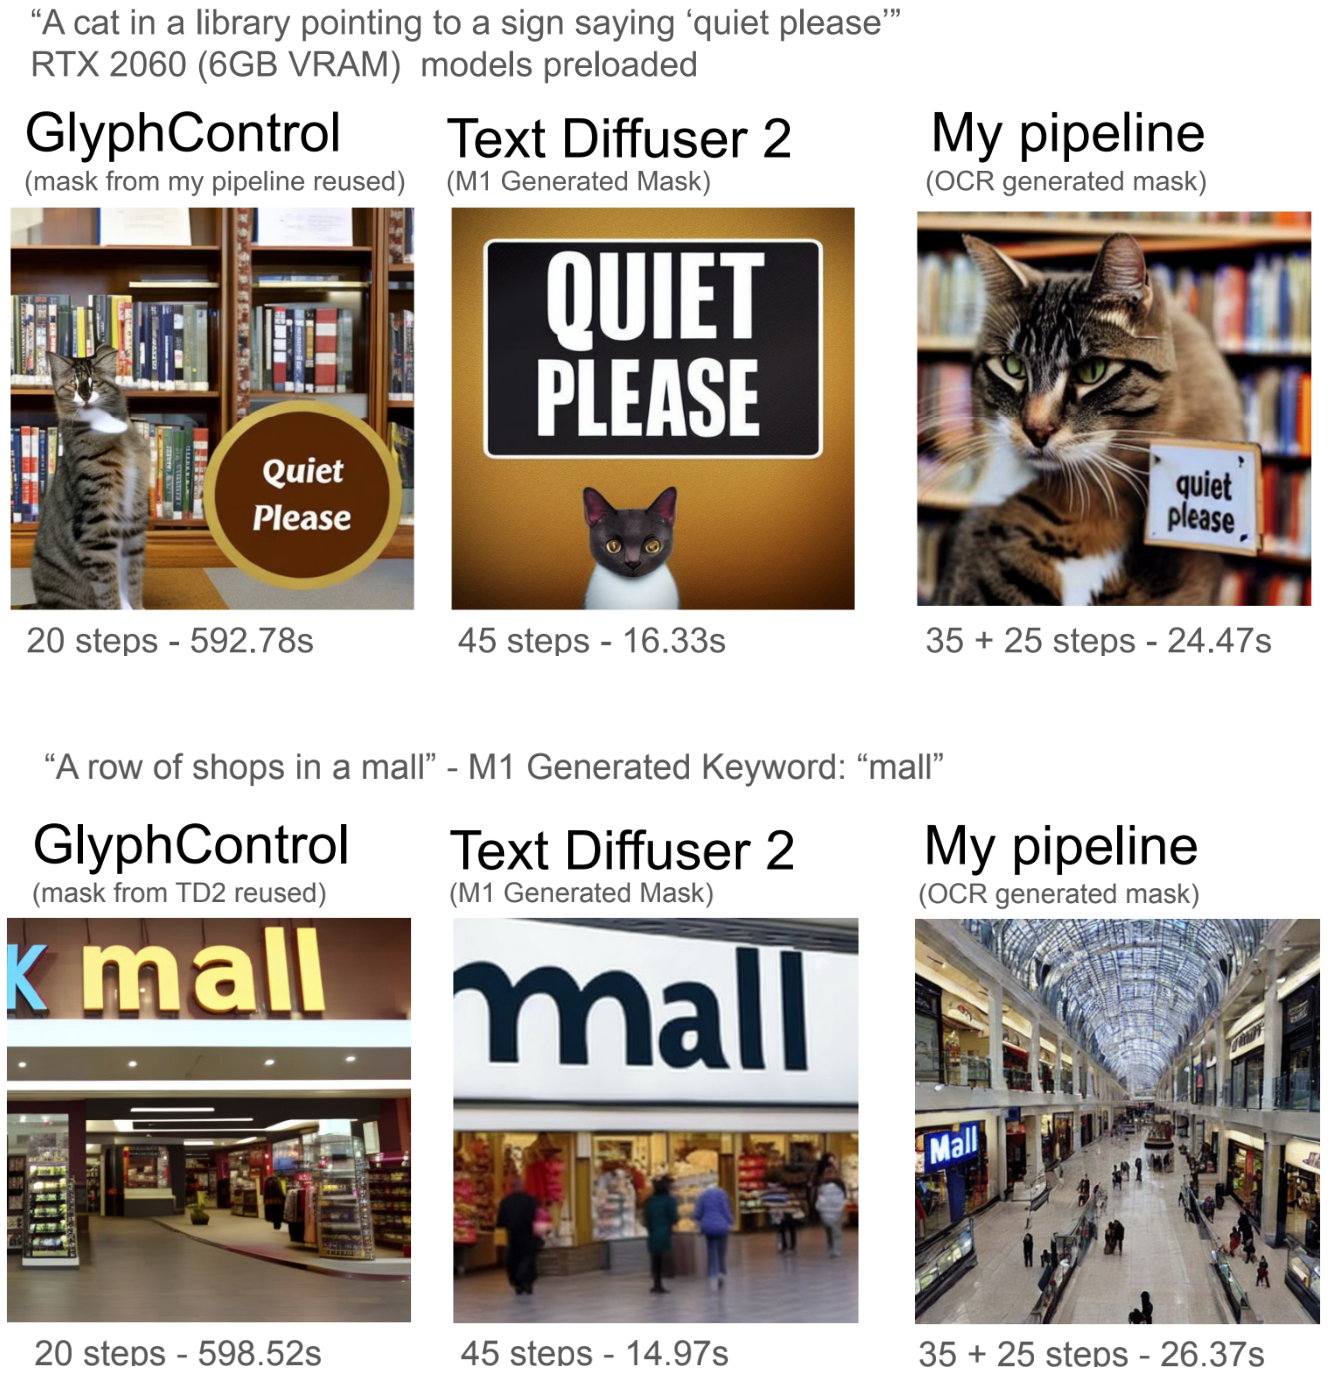 “A cat in a library pointing to a sign saying ‘quiet please’”
RTX 2060 (6GB VRAM)  models preloaded
GlyphControl
(mask from my pipeline reused)
Quiet
Please
20 steps - 592.78s
Text Diffuser 2
(M1 Generated Mask)
QUIET
PLEASE
45 steps - 16.33s
My pipeline
(OCR generated mask)
quiet
please
35 + 25 steps - 24.47s
“A row of shops in a mall” - M1 Generated Keyword: “mall”
GlyphControl
(mask from TD2 reused)
K mall
20 steps - 598.52s
Text Diffuser 2
(M1 Generated Mask)
mall
45 steps - 14.97s
My pipeline
(OCR generated mask)
Mall
35 + 25 steps - 26.37s